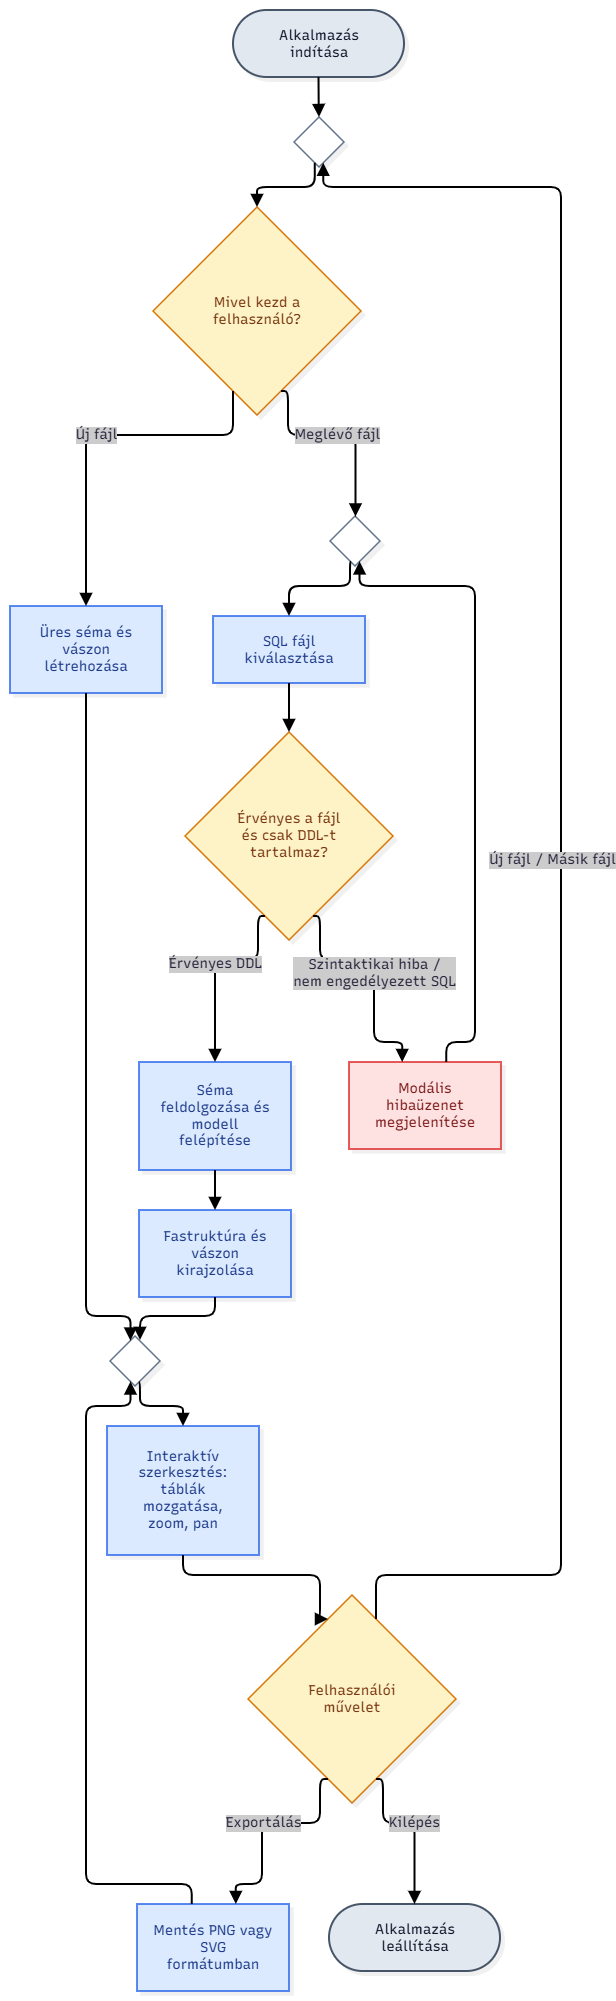 Alkalmazás
indítása
Mivel kezd a
felhasználó?
Új fájl
Meglévő fájl
Üres séma és
vászon
létrehozása
SQL fájl
kiválasztása
Érvényes a fájl
és csak DDL-t
tartalmaz?
Új fájl / Másik fájl
Érvényes DDL
Szintaktikai hiba /
nem engedélyezett SQL
Séma
feldolgozása és
modell
felépítése
Modális
hibaüzenet
megjelenítése
Fastruktúra és
vászon
kirajzolása
Interaktív
szerkesztés:
táblák
mozgatása,
zoom, pan
Felhasználói
művelet
Exportálás
Kilépés
Mentés PNG vagy
SVG
formátumban
Alkalmazás
leállítása